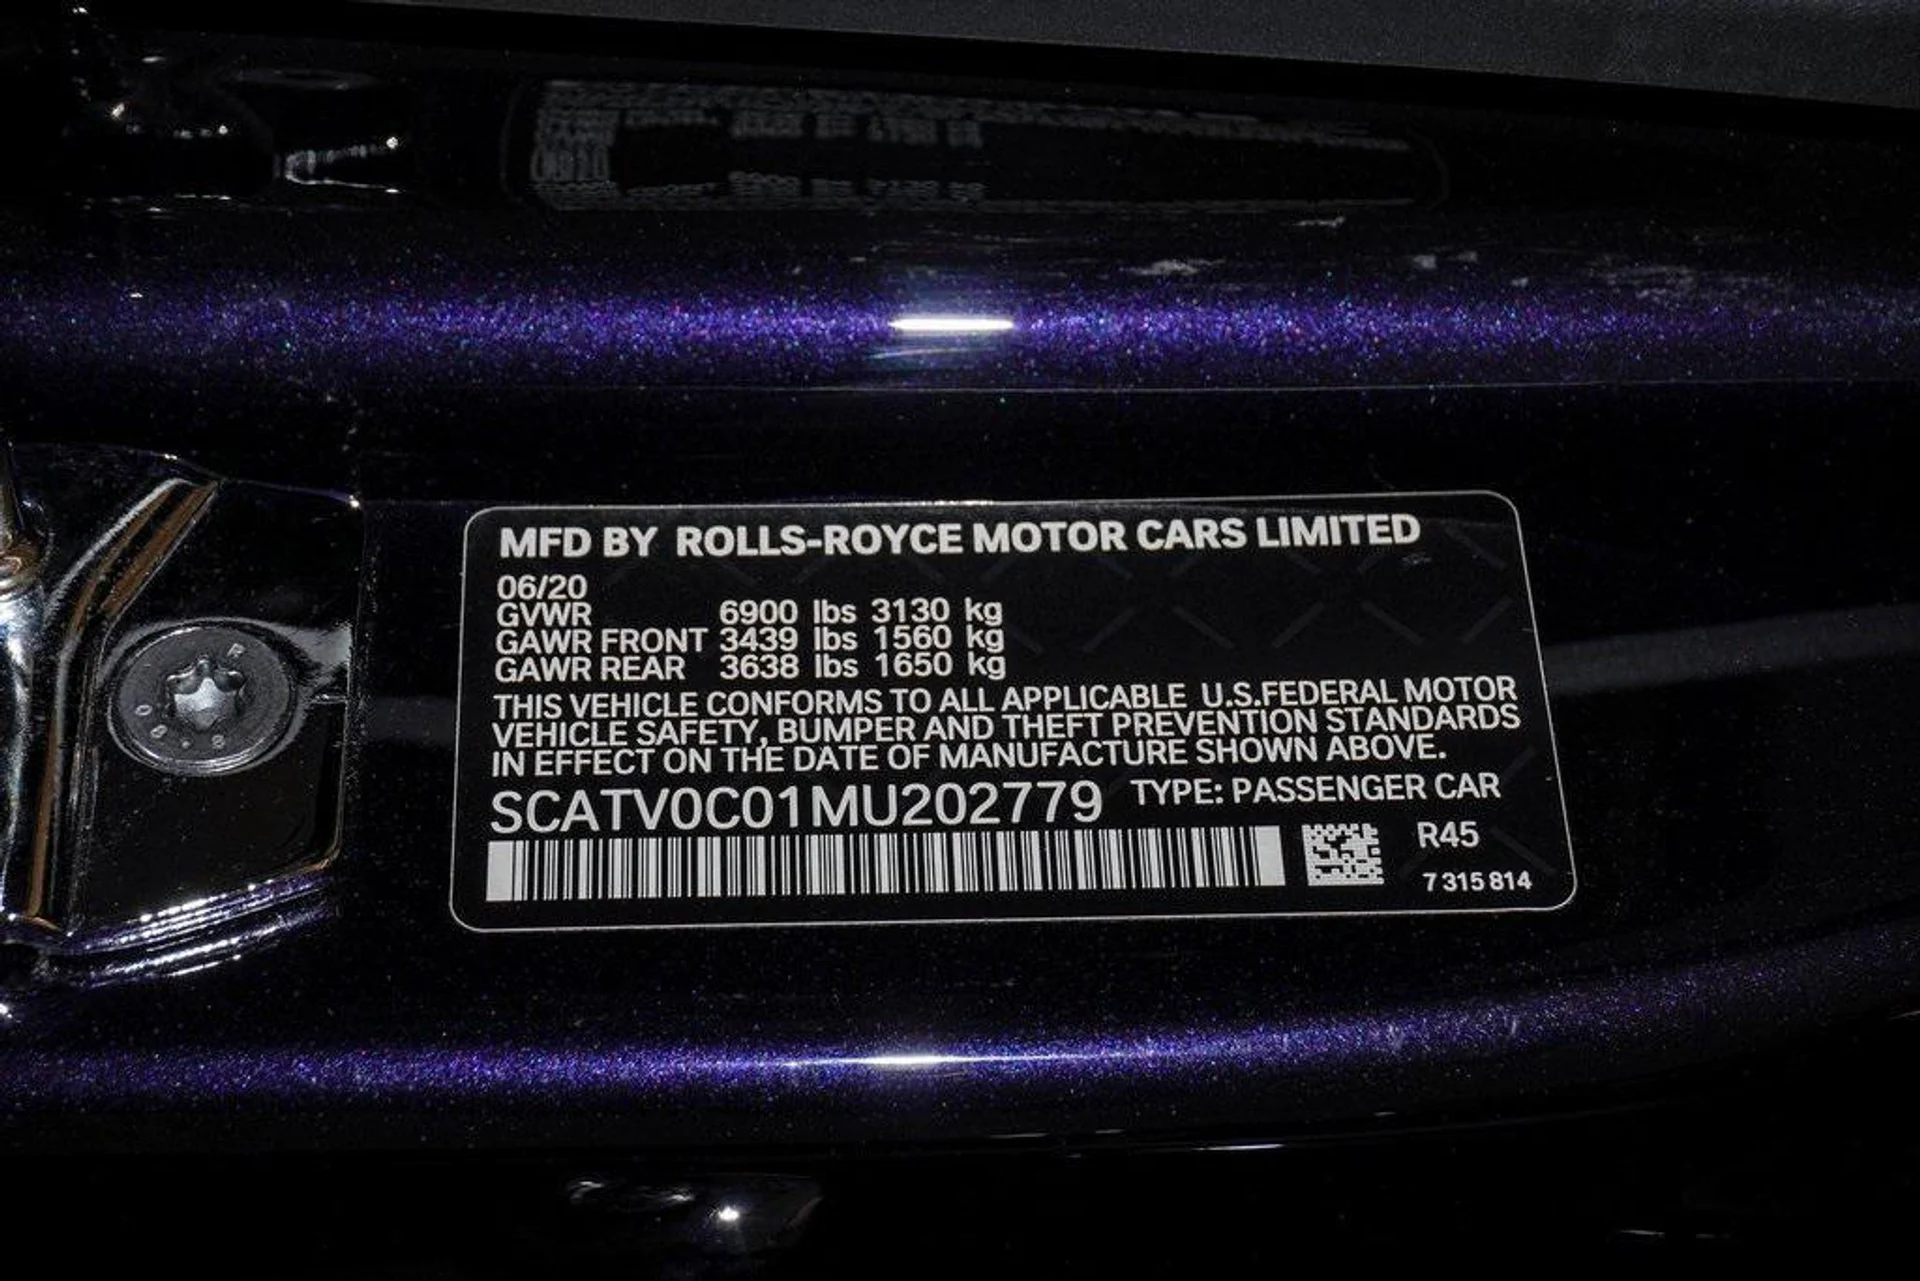 MFD BY ROLLS-ROYCE MOTOR CARS LIMITED
06/20
GVWR 6900 lbs 3130 kg
GAWR FRONT 3439 lbs 1560 kg
GAWR REAR 3638 lbs 1650 kg
THIS VEHICLE CONFORMS TO ALL APPLICABLE U.S.FEDERAL MOTOR
VEHICLE SAFETY, BUMPER AND THEFT PREVENTION STANDARDS
IN EFFECT ON THE DATE OF MANUFACTURE SHOWN ABOVE.
SCATV0C01MU202779 TYPE: PASSENGER CAR
R45
7 315 814